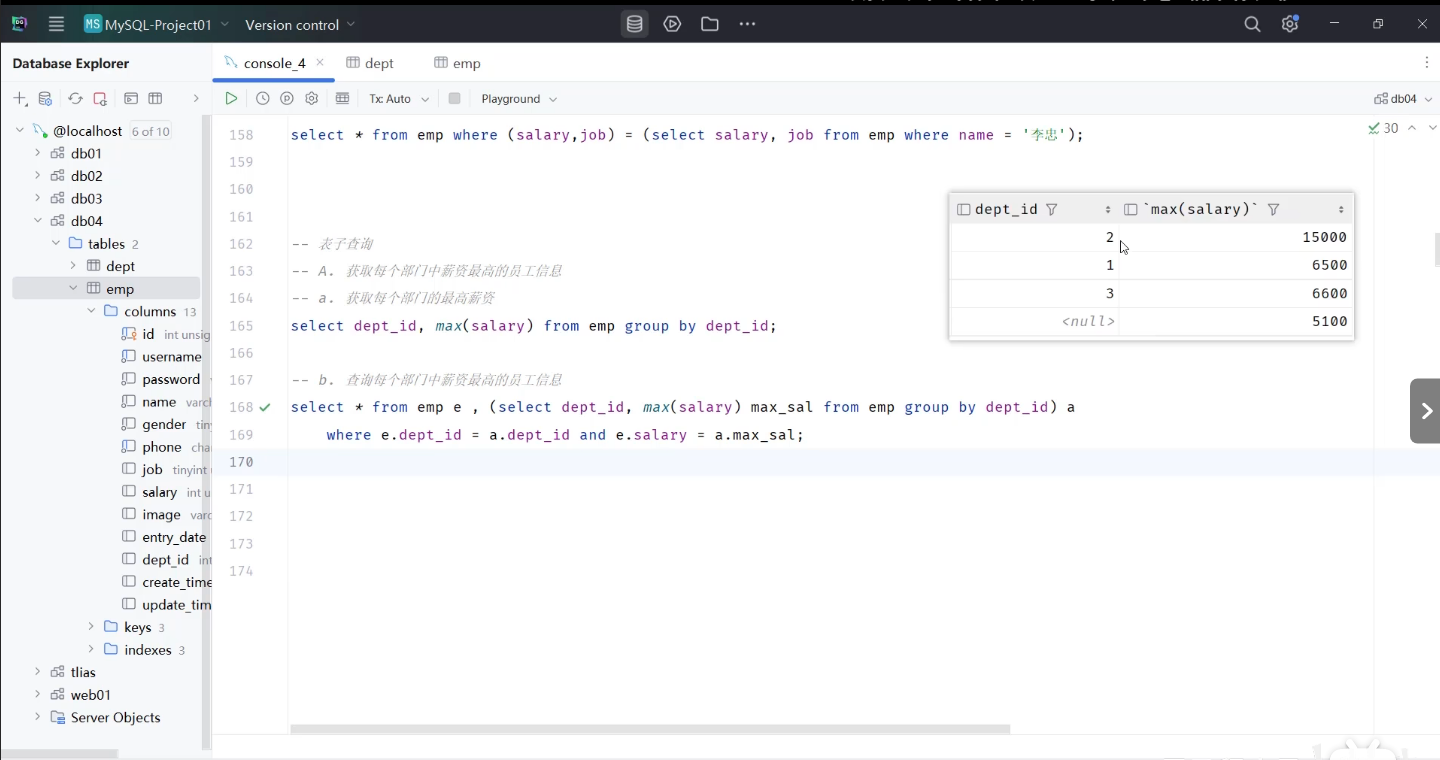 MS MySQL-Project01 Version control
Database Explorer
console_4 dept emp
Tx: Auto Playground db04
@localhost 6 of 10
db01
db02
db03
db04
tables 2
dept
emp
columns 13
id int unsig
username
password
name varch
gender tin
phone cha
job tinyint
salary int u
image varc
entry_date
dept_id int
create_time
update_tim
keys 3
indexes 3
tlias
web01
Server Objects
30
158 select * from emp where (salary,job) = (select salary, job from emp where name = '李忠');
159
160
161
162 -- 表子查询
163 -- A. 获取每个部门中薪资最高的员工信息
164 -- a. 获取每个部门的最高薪资
165 select dept_id, max(salary) from emp group by dept_id;
166
167 -- b. 查询每个部门中薪资最高的员工信息
168 select * from emp e , (select dept_id, max(salary) max_sal from emp group by dept_id) a
169 where e.dept_id = a.dept_id and e.salary = a.max_sal;
170
171
172
173
174
dept_id `max(salary)`
2 15000
1 6500
3 6600
<null> 5100